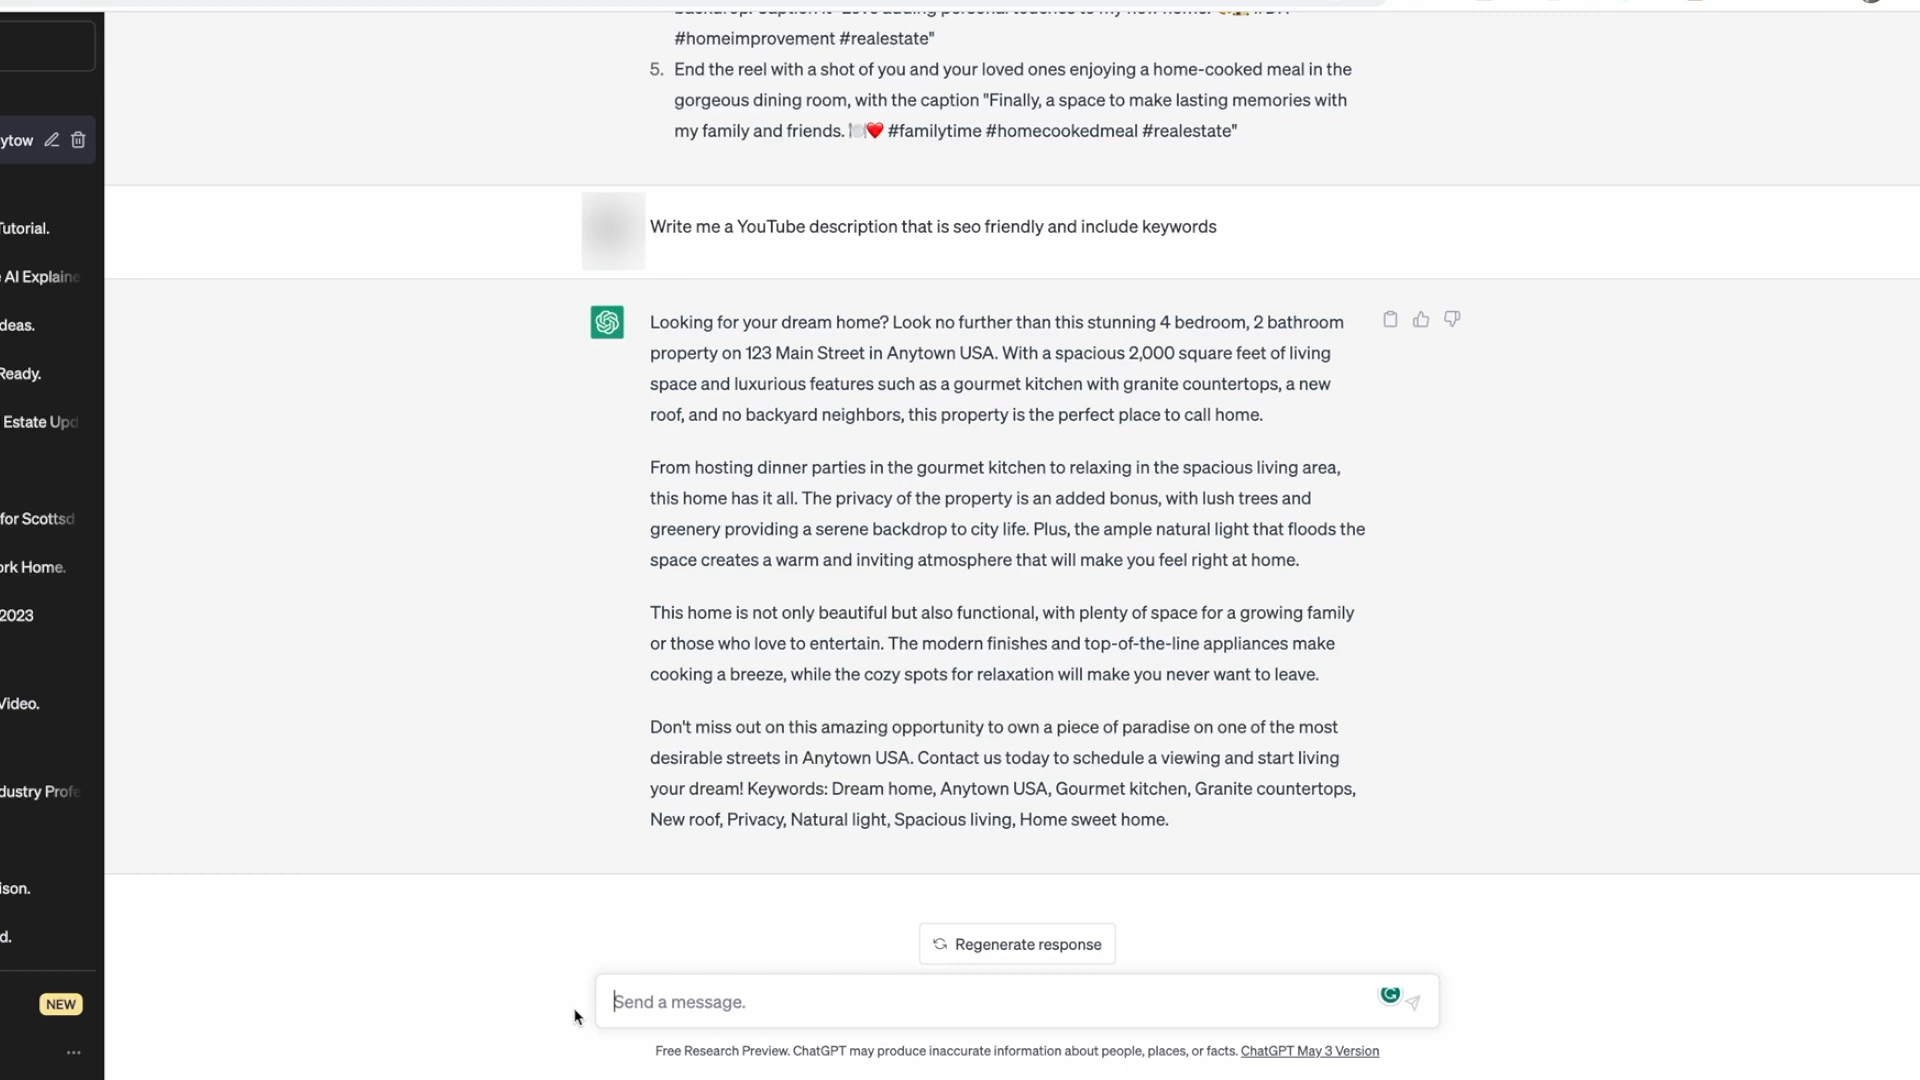 #homeimprovement #realestate"
5. End the reel with a shot of you and your loved ones enjoying a home-cooked meal in the
gorgeous dining room, with the caption "Finally, a space to make lasting memories with
my family and friends. 🍽️❤️ #familytime #homecookedmeal #realestate"
ytow
Tutorial.
Write me a YouTube description that is seo friendly and include keywords
AI Explaine
deas.
Ready.
Estate Upd
for Scottsd
ork Home.
2023
Video.
dustry Profe
ison.
d.
NEW
Looking for your dream home? Look no further than this stunning 4 bedroom, 2 bathroom
property on 123 Main Street in Anytown USA. With a spacious 2,000 square feet of living
space and luxurious features such as a gourmet kitchen with granite countertops, a new
roof, and no backyard neighbors, this property is the perfect place to call home.
From hosting dinner parties in the gourmet kitchen to relaxing in the spacious living area,
this home has it all. The privacy of the property is an added bonus, with lush trees and
greenery providing a serene backdrop to city life. Plus, the ample natural light that floods the
space creates a warm and inviting atmosphere that will make you feel right at home.
This home is not only beautiful but also functional, with plenty of space for a growing family
or those who love to entertain. The modern finishes and top-of-the-line appliances make
cooking a breeze, while the cozy spots for relaxation will make you never want to leave.
Don't miss out on this amazing opportunity to own a piece of paradise on one of the most
desirable streets in Anytown USA. Contact us today to schedule a viewing and start living
your dream! Keywords: Dream home, Anytown USA, Gourmet kitchen, Granite countertops,
New roof, Privacy, Natural light, Spacious living, Home sweet home.
Regenerate response
Send a message.
Free Research Preview. ChatGPT may produce inaccurate information about people, places, or facts. ChatGPT May 3 Version